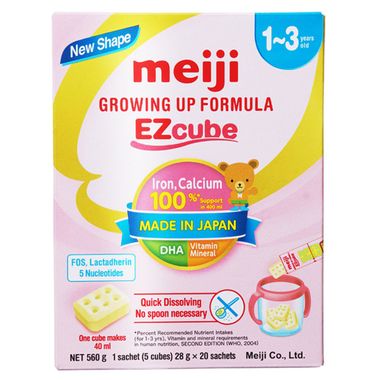 New Shape
1~3 years old
meiji
GROWING UP FORMULA
EZcube
Iron, Calcium
100%* Support in 400 ml
MADE IN JAPAN
DHA Vitamin Mineral
FOS, Lactadherin
5 Nucleotides
One cube makes
40 ml
Quick Dissolving
No spoon necessary
*Percent Recommended Nutrient Intakes
(for 1-3 yrs), Vitamin and mineral requirements
in human nutrition, SECOND EDITION (WHO, 2004)
NET 560 g 1 sachet (5 cubes) 28 g × 20 sachets Meiji Co., Ltd.